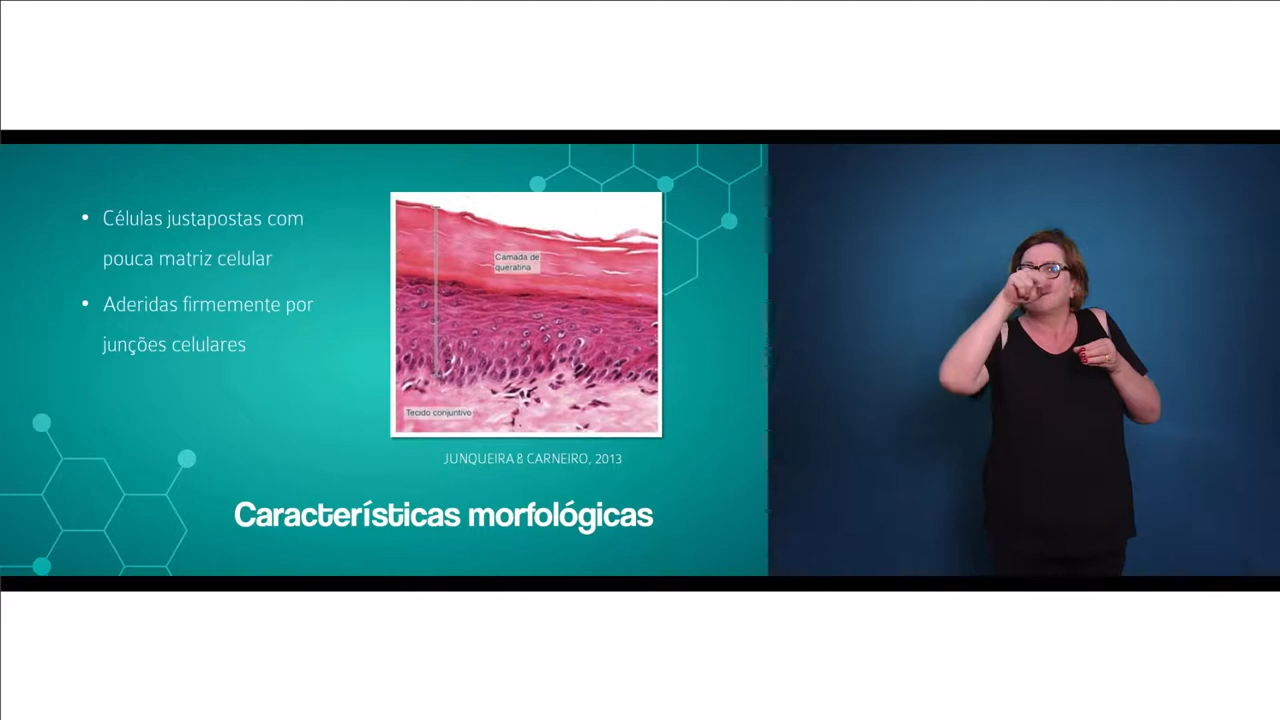 Células justapostas com
pouca matriz celular
Aderidas firmemente por
junções celulares
Camada de
queratina
Tecido conjuntivo
JUNQUEIRA & CARNEIRO, 2013
Características morfológicas